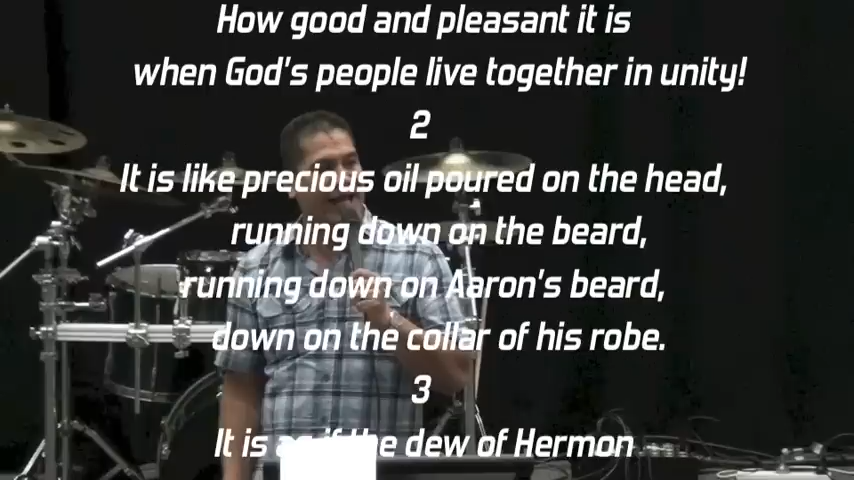 How good and pleasant it is
when God's people live together in unity!
2
It is like precious oil poured on the head,
running down on the beard,
running down on Aaron's beard,
down on the collar of his robe.
3
It is as if the dew of Hermon